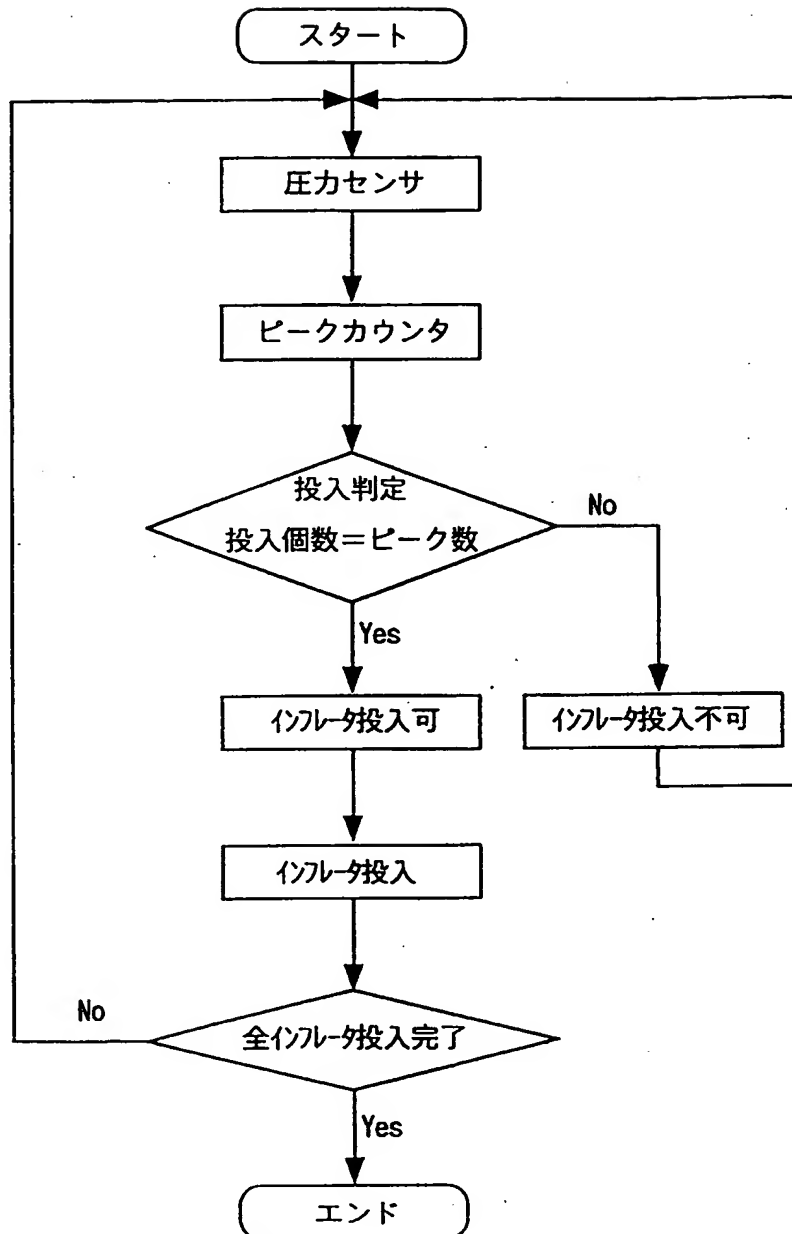 スタート
圧力センサ
ピークカウンタ
投入判定
投入個数=ピーク数
No
Yes
インフレータ投入可
インフレータ投入不可
インフレータ投入
No
全インフレータ投入完了
Yes
エンド